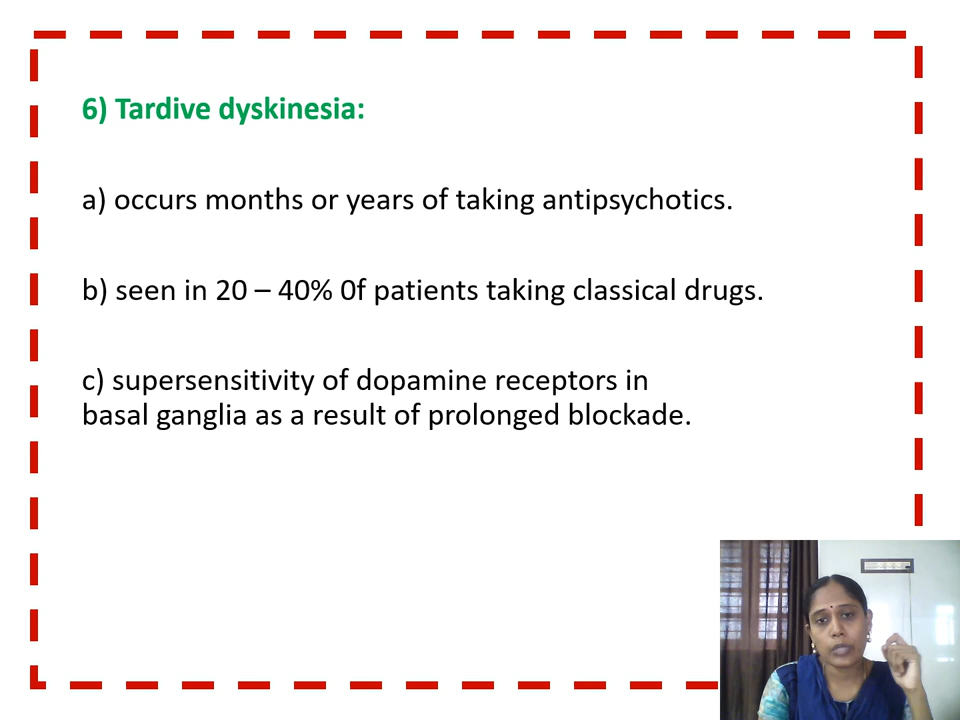 6) Tardive dyskinesia:
a) occurs months or years of taking antipsychotics.
b) seen in 20 – 40% 0f patients taking classical drugs.
c) supersensitivity of dopamine receptors in
basal ganglia as a result of prolonged blockade.